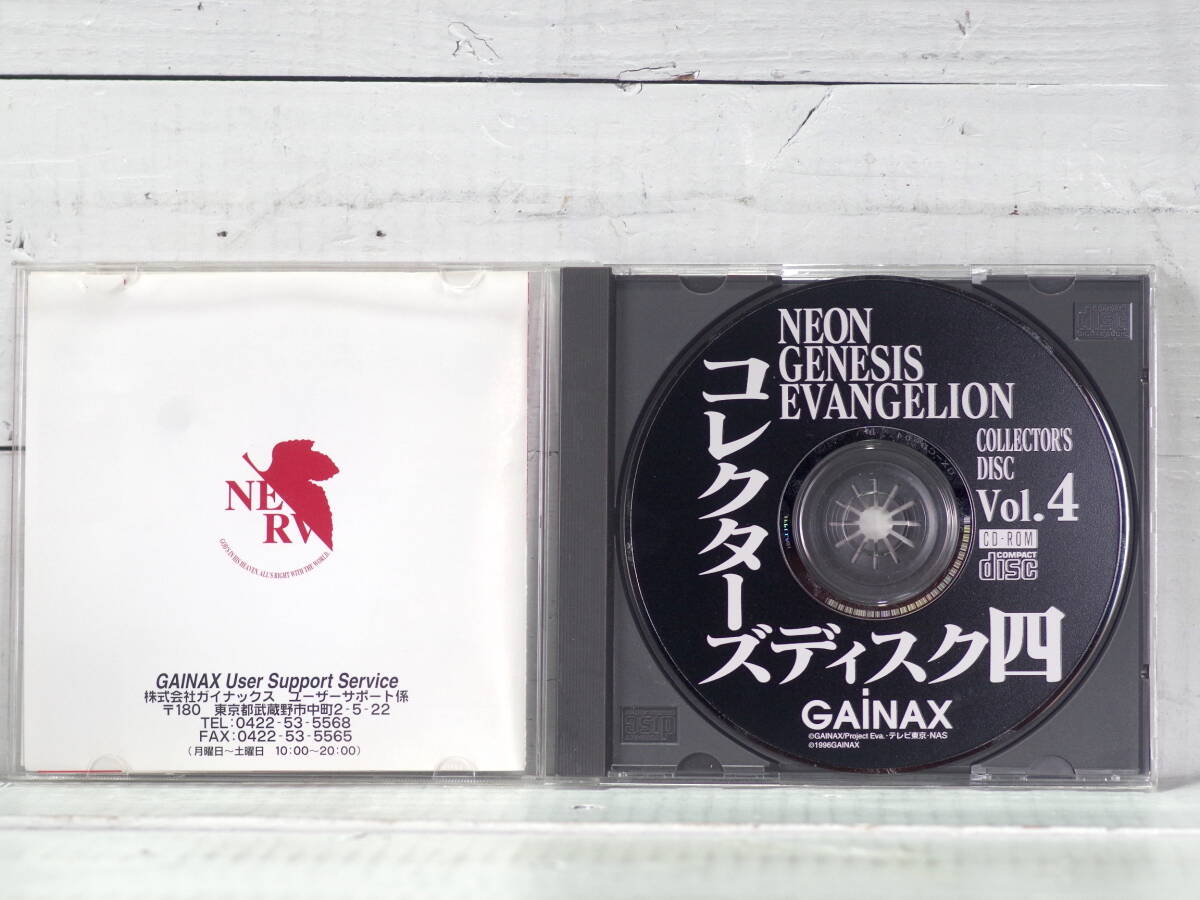 NE
RV
GOD'S IN HIS HEAVEN. ALL'S RIGHT WITH THE WORLD.
GAINAX User Support Service
株式会社ガイナックス ユーザーサポート係
〒180 東京都武蔵野市中町2-5-22
TEL:0422-53-5568
FAX:0422-53-5565
(月曜日～土曜日 10:00～20:00)
NEON
GENESIS
EVANGELION
コレクターズディスク四
COLLECTOR'S
DISC
Vol.4
CD-ROM
COMPACT
disc
GAiNAX
©GAINAX/Project Eva.・テレビ東京・NAS
©1996GAINAX